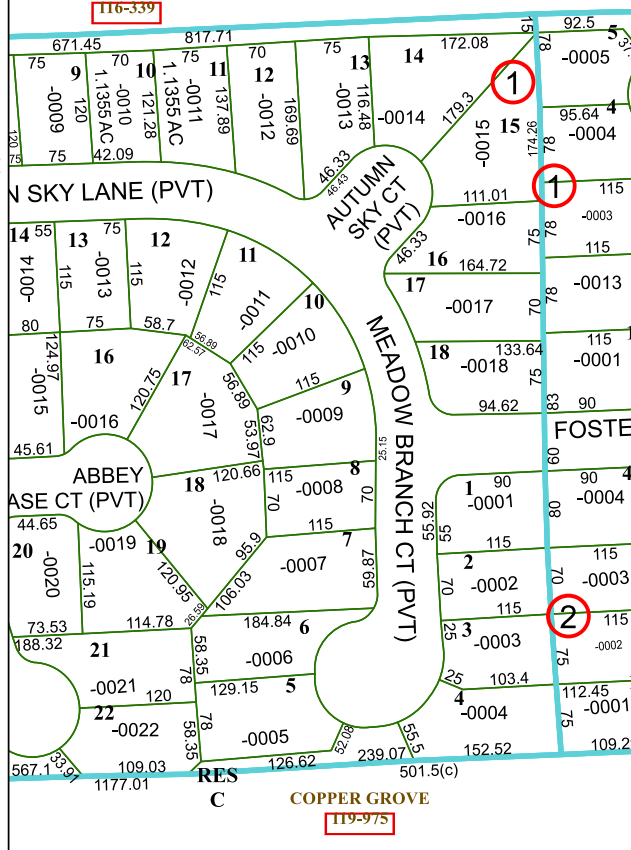 116-339
671.45 817.71 15 92.5
75 70 75 70 75 14 172.08 78 5 37.
9 10 11 12 13 -0005
-0009 1.1355 AC -0010 1.1355 AC -0011 -0012 -0013 -0014 1
120 120 121.28 137.89 169.69 116.48 179.3 -0015 15 174.26 95.64 4 -0004
75 75 42.09 46.33 46.43 78
N SKY LANE (PVT) AUTUMN SKY CT (PVT) 111.01 1 115
-0016 -0003
14 55 13 75 12 11 46.33 16 75 78 115
-0014 115 -0013 115 -0012 115 -0011 164.72
17 -0017 70 78 -0013
80 75 58.7 10 -0010 115
124.97 16 56.89 62.57 115 18 -0018 133.64 75 115 -0001
-0015 -0016 120.75 17 -0017 56.89 115 9 -0009
MEADOW BRANCH CT (PVT)
94.62 83 90
45.61 62.9 53.97 25.15 FOSTE
ABBEY
ASE CT (PVT) 120.66 115 8 60
18 -0018 70 -0008 70 1 90 90 4
-0001 -0004
44.65 115 55.92 55 80
20 -0019 19 95.9 7 115 115
-0020 115.19 120.95 106.03 -0007 59.87 2 70 -0002 70 -0003
26.59
73.53 114.78 184.84 115 2 115
188.32 6 25 3 -0003 -0002
21 58.35 -0006 75
-0021 78 25 103.4
120 129.15 5 4 112.45
22 -0022 78 -0005 -0004 -0001
58.35 52.08 55.5 75
567.1 33.91 109.03 126.62 239.07 152.52 109.2
1177.01 RES 501.5(c)
C COPPER GROVE
119-975